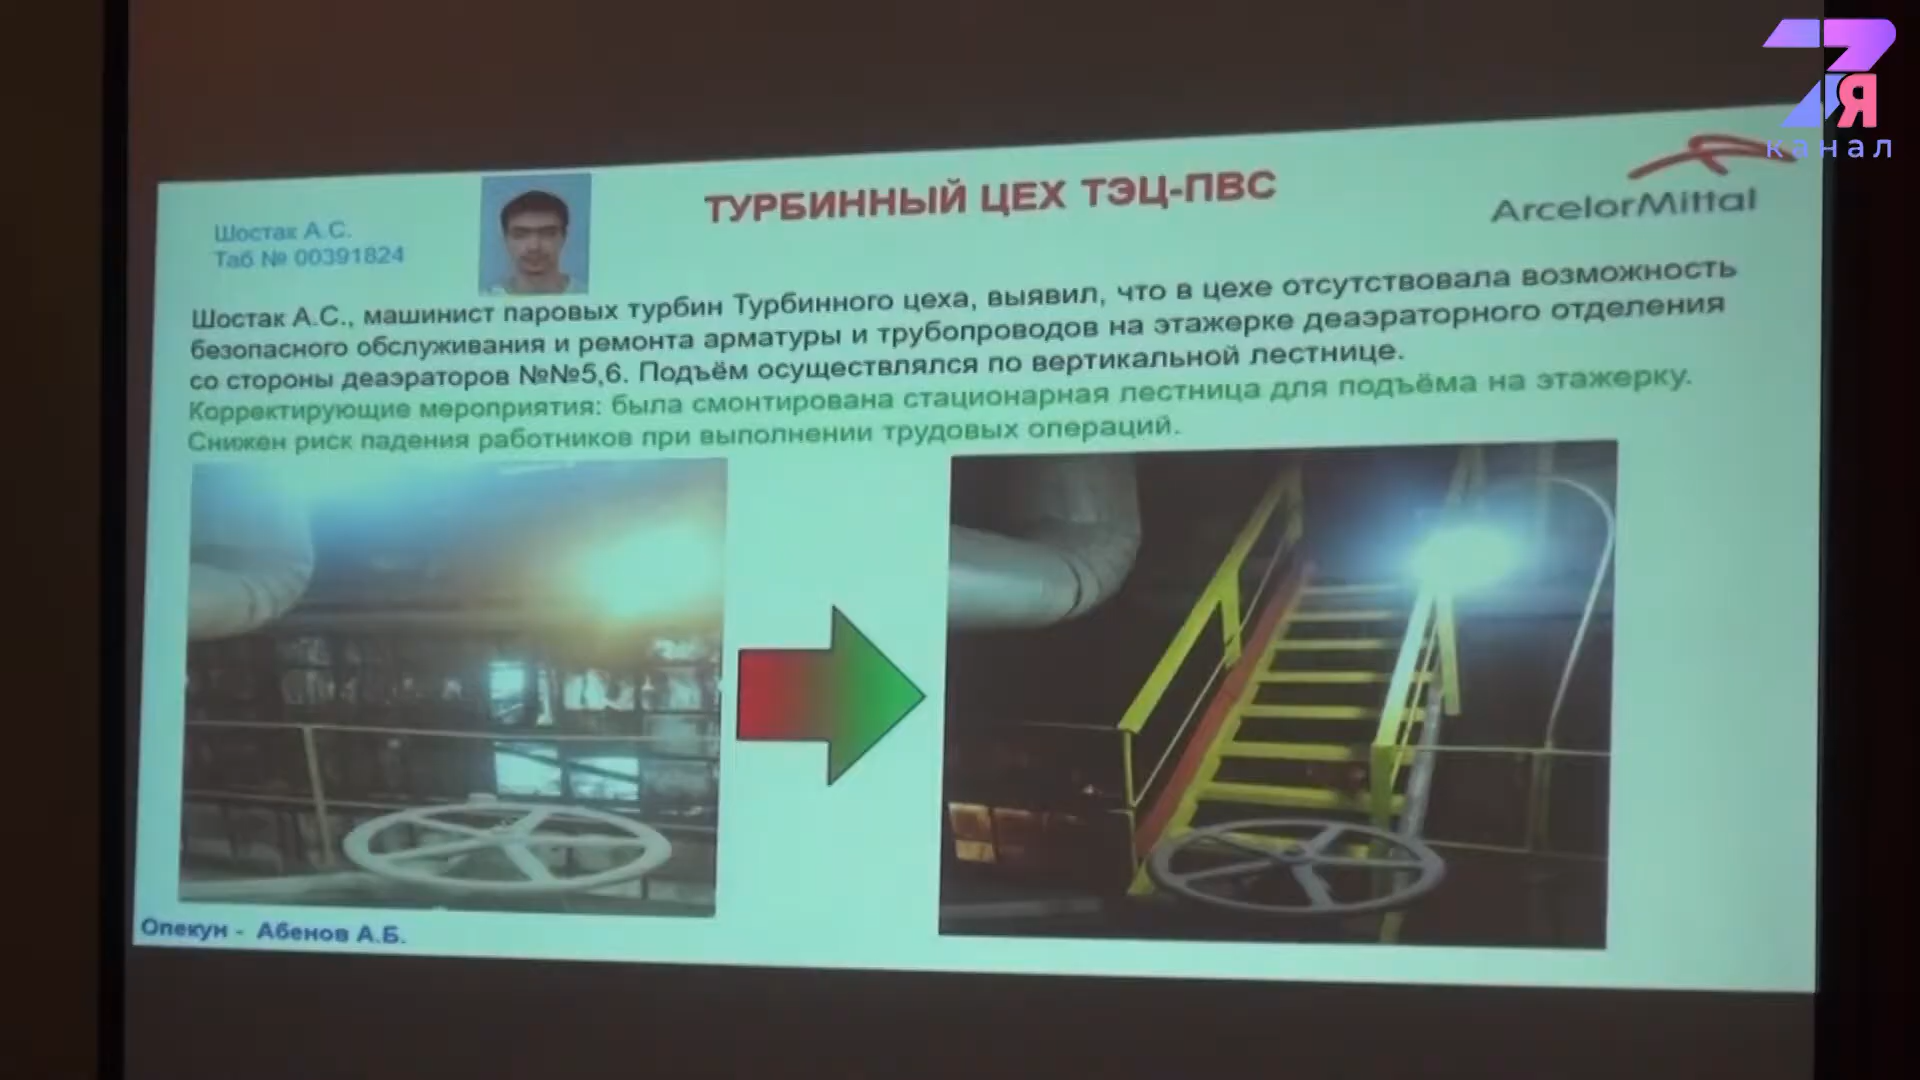 7Я
канал
ТУРБИННЫЙ ЦЕХ ТЭЦ-ПВС
ArcelorMittal
Шостак А.С.
Таб № 00391824
Шостак А.С., машинист паровых турбин Турбинного цеха, выявил, что в цехе отсутствовала возможность
безопасного обслуживания и ремонта арматуры и трубопроводов на этажерке деаэраторного отделения
со стороны деаэраторов №№5,6. Подъём осуществлялся по вертикальной лестнице.
Корректирующие мероприятия: была смонтирована стационарная лестница для подъёма на этажерку.
Снижен риск падения работников при выполнении трудовых операций.
Опекун - Абенов А.Б.